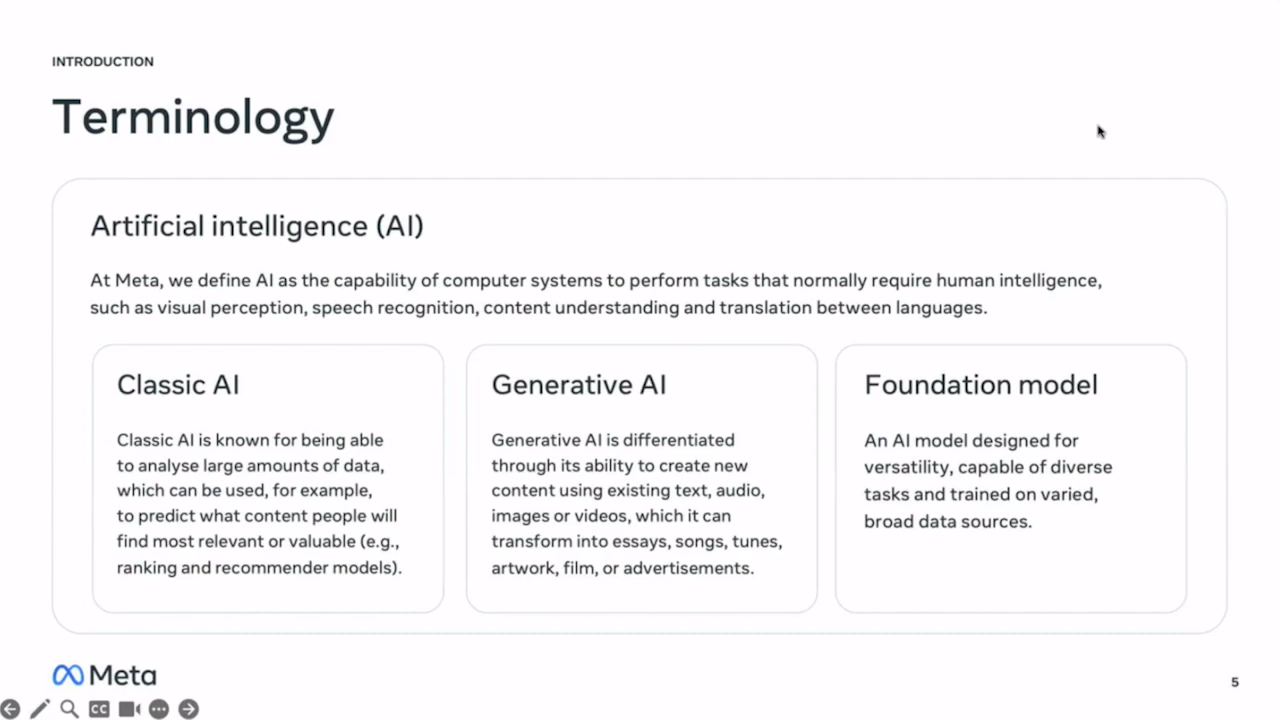 INTRODUCTION
Terminology
Artificial intelligence (AI)
At Meta, we define AI as the capability of computer systems to perform tasks that normally require human intelligence,
such as visual perception, speech recognition, content understanding and translation between languages.
Classic AI
Classic AI is known for being able
to analyse large amounts of data,
which can be used, for example,
to predict what content people will
find most relevant or valuable (e.g.,
ranking and recommender models).
Generative AI
Generative AI is differentiated
through its ability to create new
content using existing text, audio,
images or videos, which it can
transform into essays, songs, tunes,
artwork, film, or advertisements.
Foundation model
An AI model designed for
versatility, capable of diverse
tasks and trained on varied,
broad data sources.
Meta
5
CC